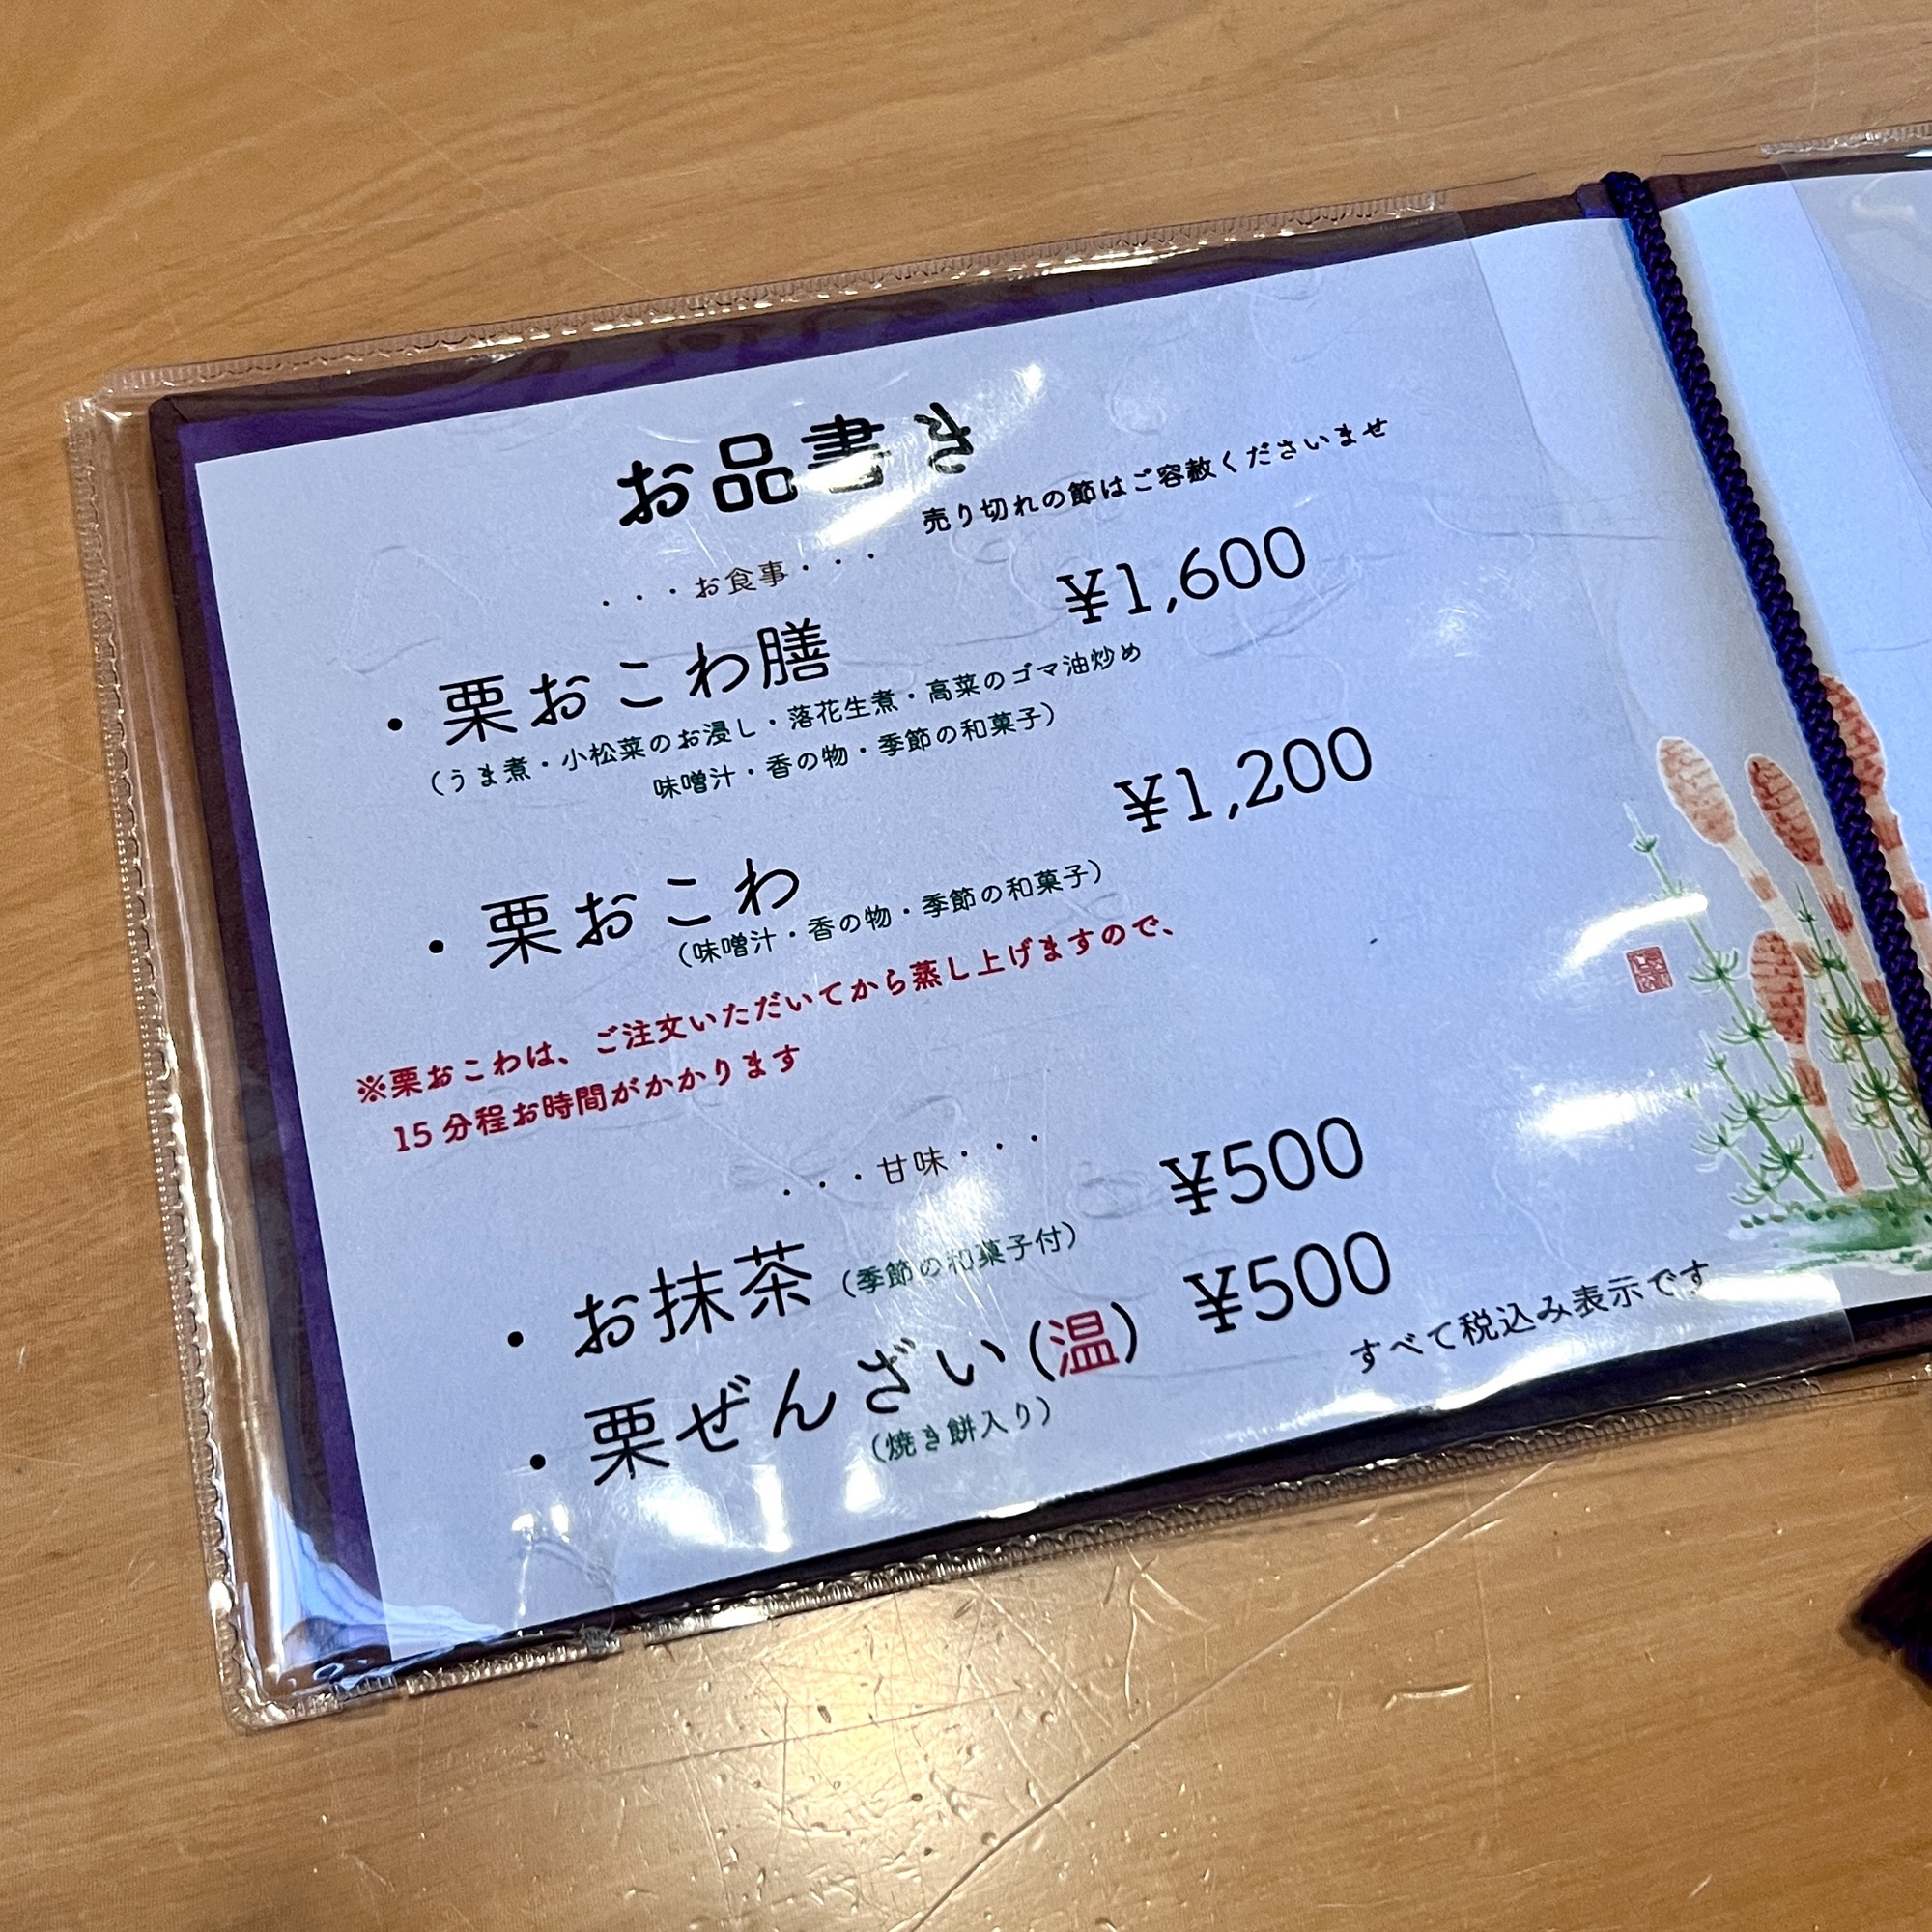 お品書き
売り切れの節はご容赦くださいませ
・・・お食事・・・
・栗おこわ膳 ¥1,600
(うま煮・小松菜のお浸し・落花生煮・高菜のゴマ油炒め
味噌汁・香の物・季節の和菓子)
・栗おこわ ¥1,200
(味噌汁・香の物・季節の和菓子)
※栗おこわは、ご注文いただいてから蒸し上げますので、
15分程お時間がかかります
・・・甘味・・・
・お抹茶(季節の和菓子付) ¥500
・栗ぜんざい(温) ¥500
(焼き餅入り)
すべて税込み表示です